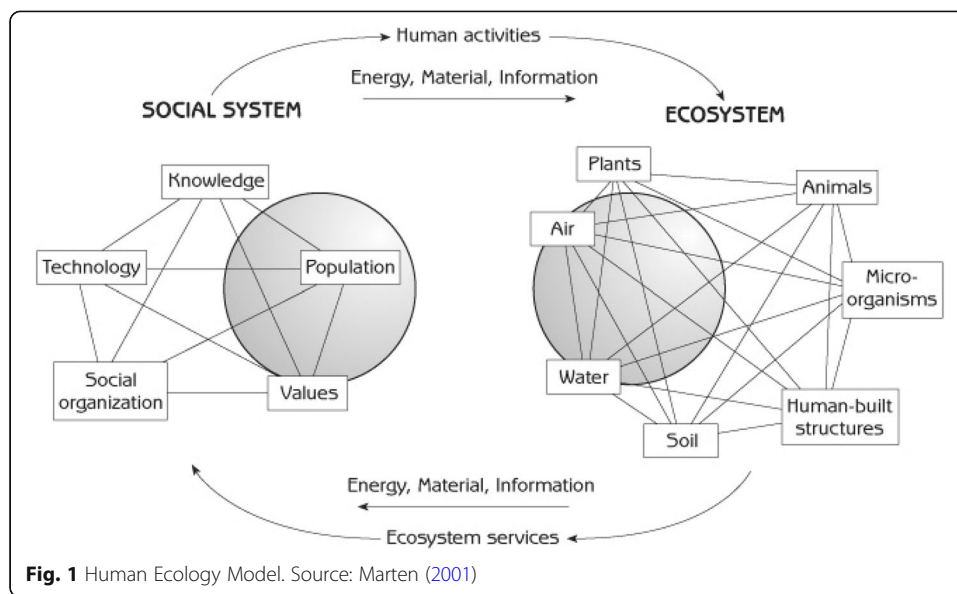 Human activities
Energy, Material, Information
SOCIAL SYSTEM
ECOSYSTEM
Knowledge
Technology
Population
Social
organization
Values
Plants
Animals
Air
Micro-
organisms
Water
Human-built
structures
Soil
Energy, Material, Information
Ecosystem services
Fig. 1 Human Ecology Model. Source: Marten (2001)